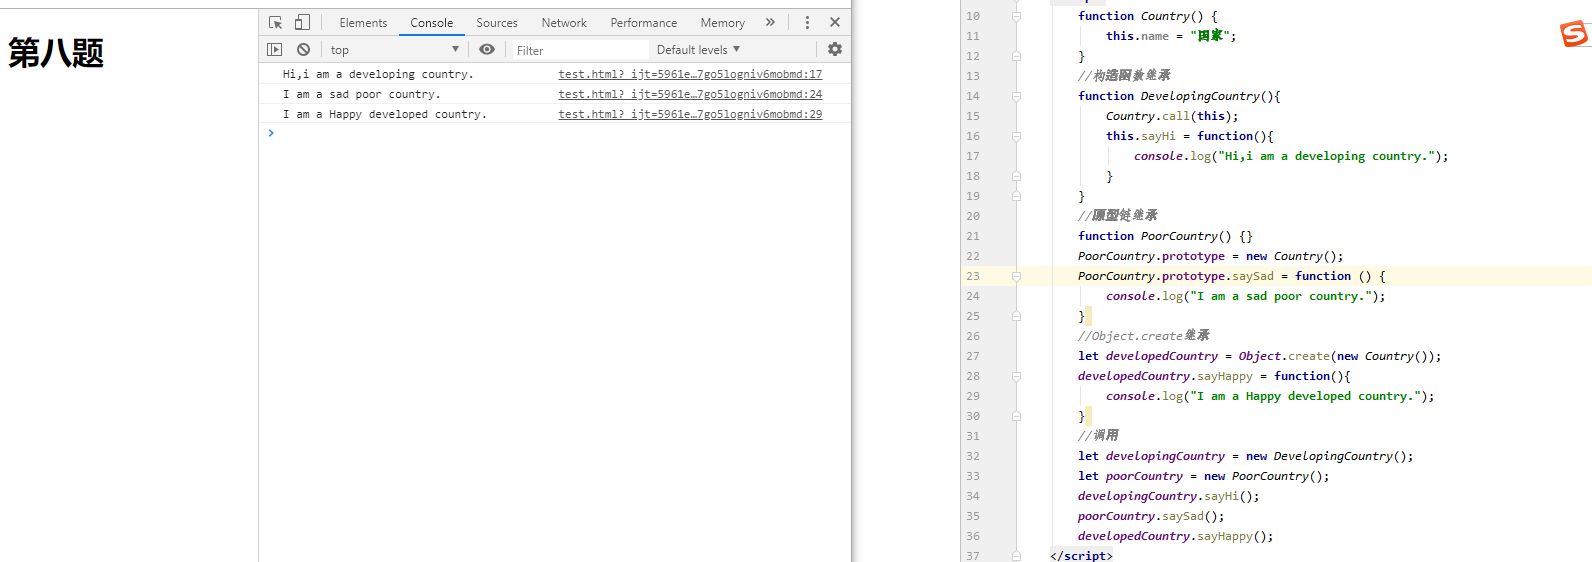 第八题
Elements Console Sources Network Performance Memory »
top Filter Default levels
Hi,i am a developing country. test.html?_ijt=5961e…7go5logniv6mobmd:17
I am a sad poor country. test.html?_ijt=5961e…7go5logniv6mobmd:24
I am a Happy developed country. test.html?_ijt=5961e…7go5logniv6mobmd:29
>
10 function Country() {
11 this.name = "国家";
12 }
13 //构造函数继承
14 function DevelopingCountry(){
15 Country.call(this);
16 this.sayHi = function(){
17 console.log("Hi,i am a developing country.");
18 }
19 }
20 //原型链继承
21 function PoorCountry() {}
22 PoorCountry.prototype = new Country();
23 PoorCountry.prototype.saySad = function () {
24 console.log("I am a sad poor country.");
25 }
26 //Object.create继承
27 let developedCountry = Object.create(new Country());
28 developedCountry.sayHappy = function(){
29 console.log("I am a Happy developed country.");
30 }
31 //调用
32 let developingCountry = new DevelopingCountry();
33 let poorCountry = new PoorCountry();
34 developingCountry.sayHi();
35 poorCountry.saySad();
36 developedCountry.sayHappy();
37 </script>